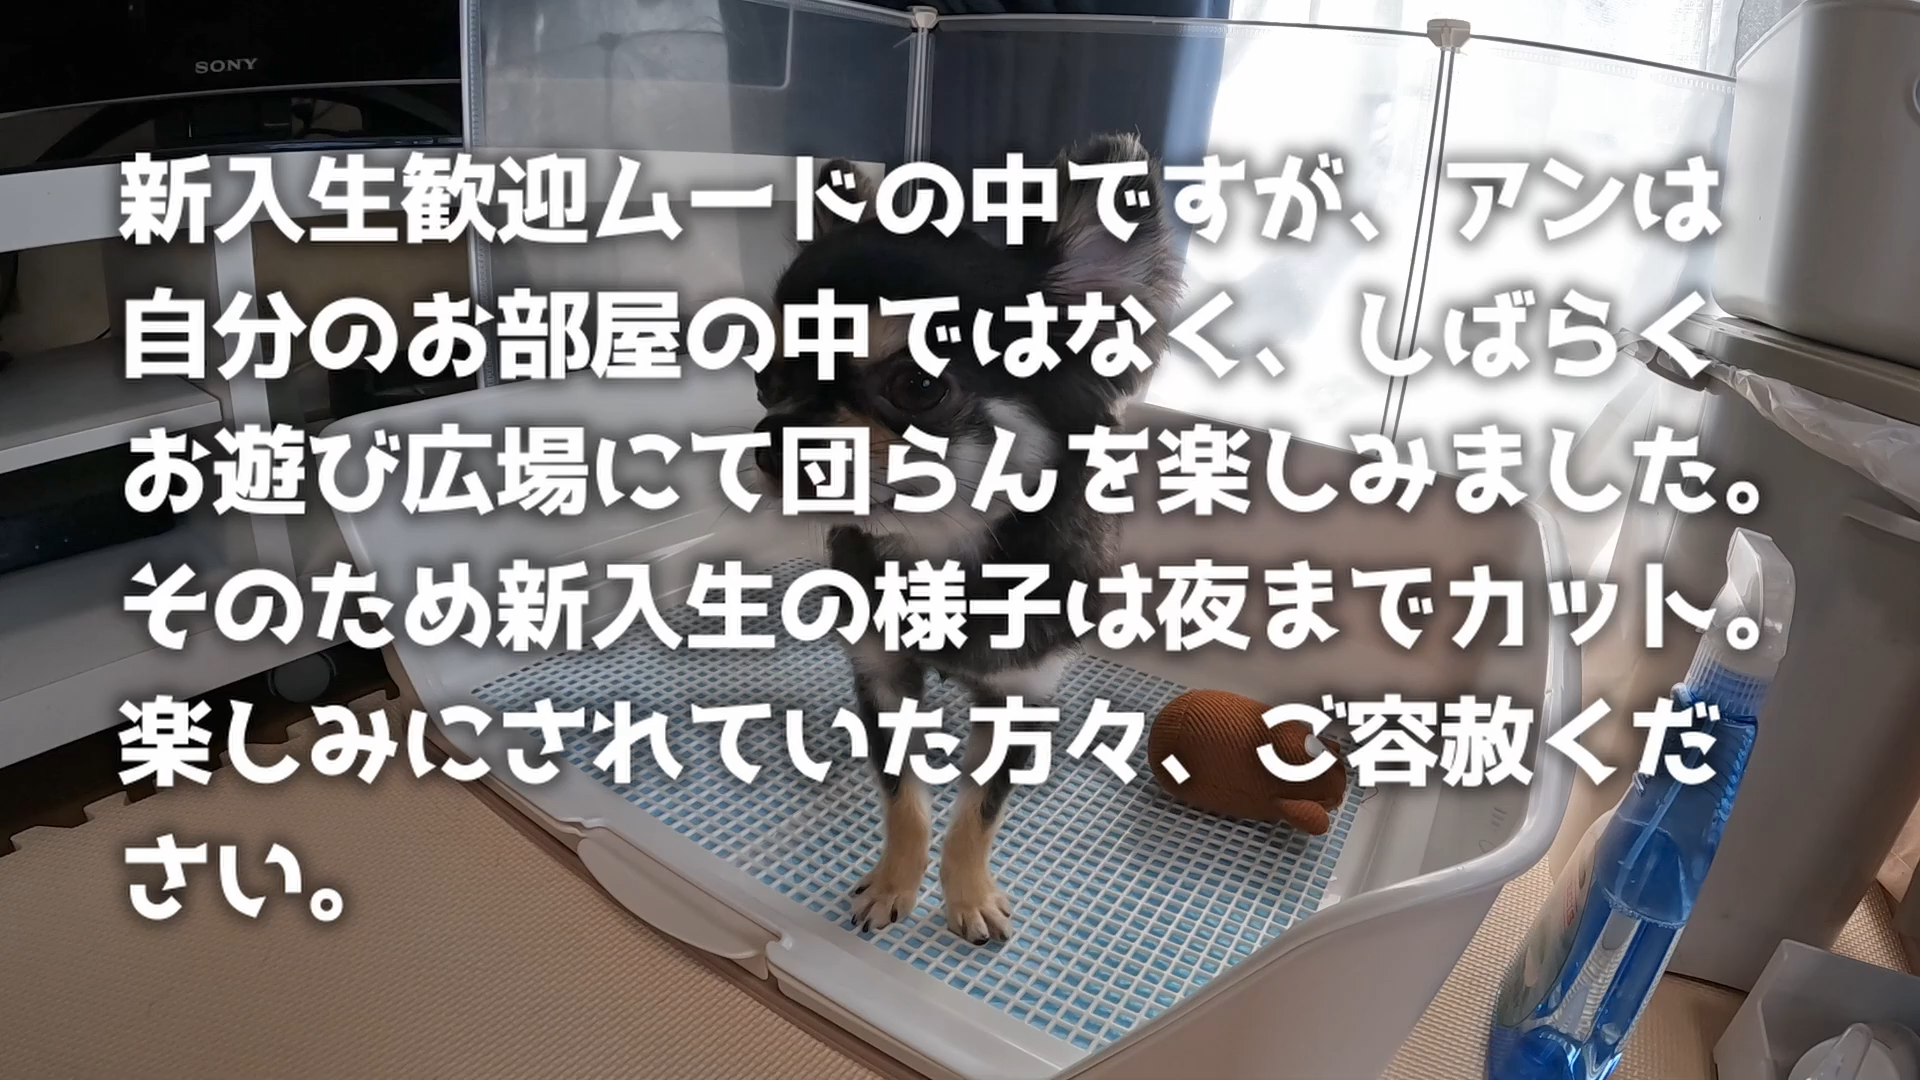 SONY
新入生歓迎ムードの中ですが、アンは
自分のお部屋の中ではなく、しばらく
お遊び広場にて団らんを楽しみました。
そのため新入生の様子は夜までカット。
楽しみにされていた方々、ご容赦くだ
さい。